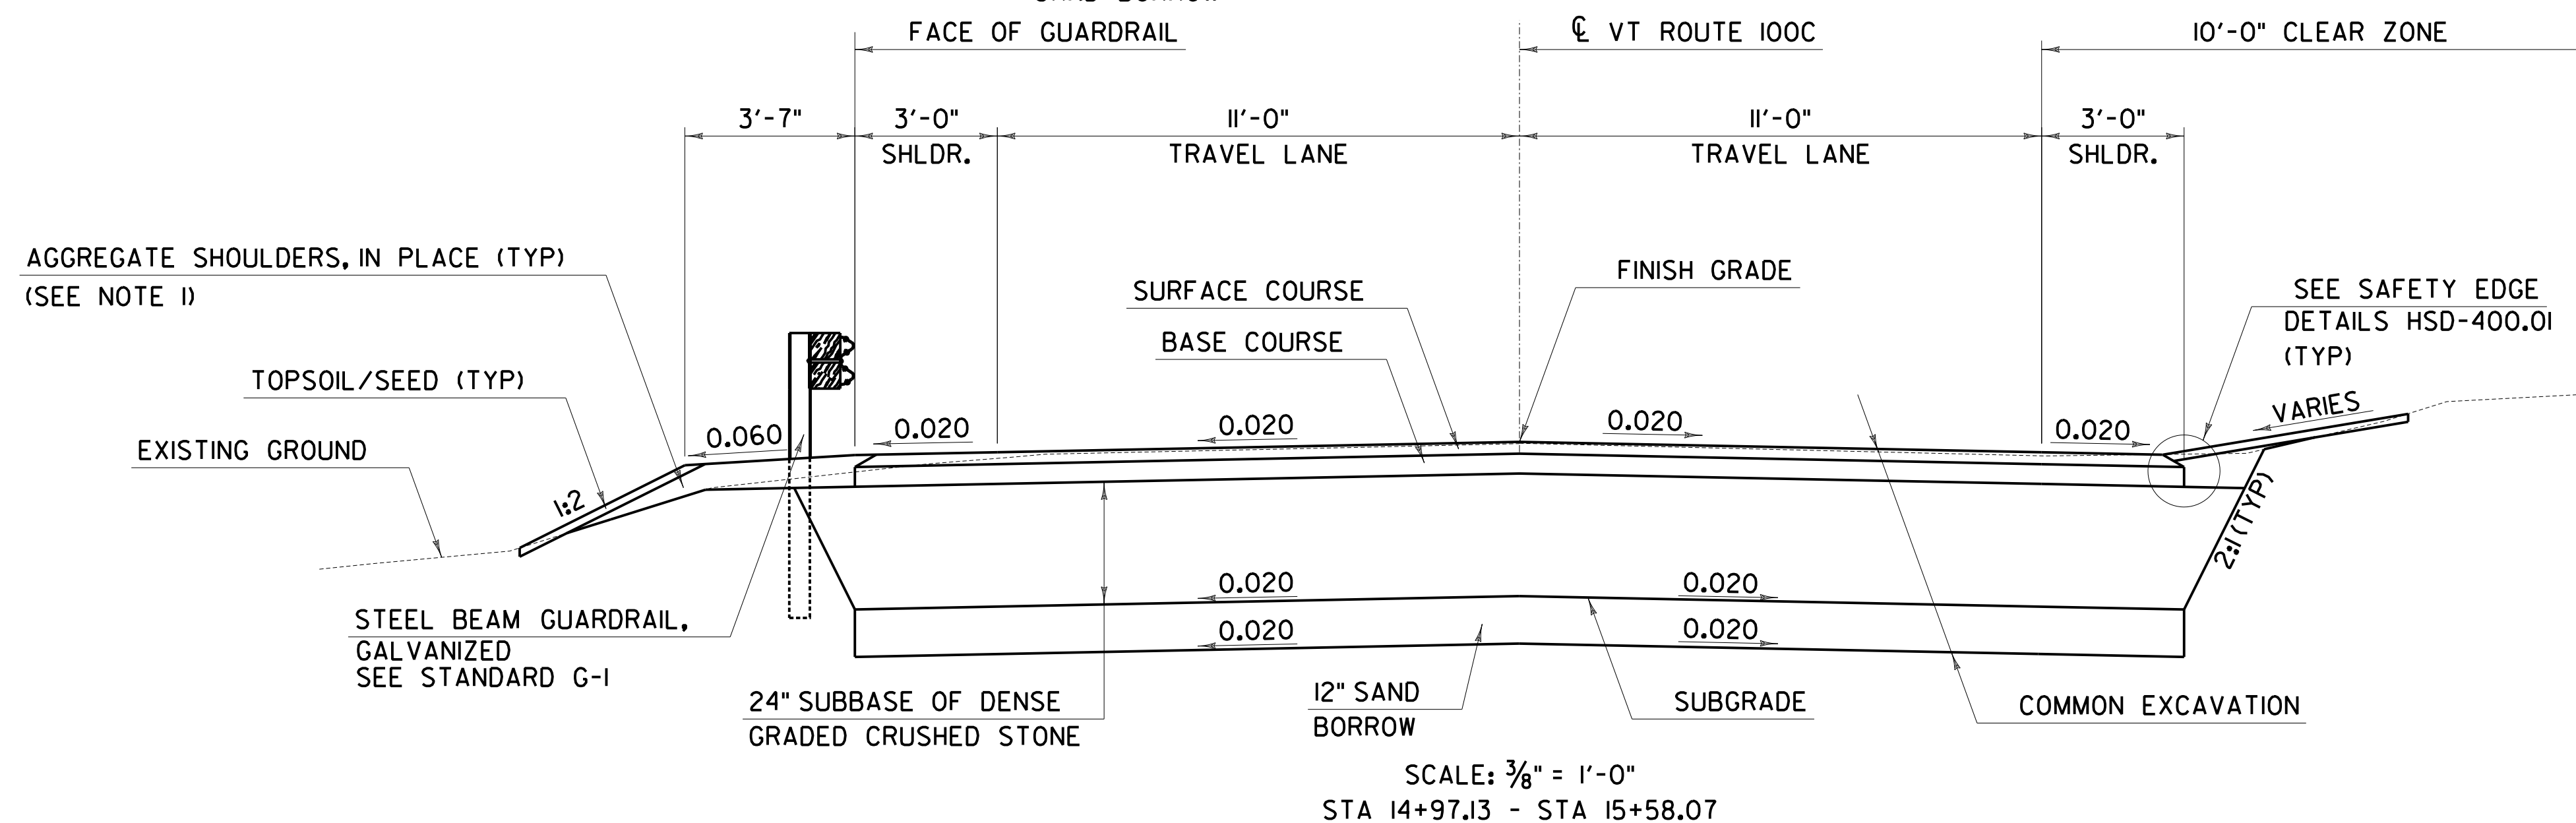 FACE OF GUARDRAIL
℄ VT ROUTE 100C
10'-0" CLEAR ZONE
3'-7"
3'-0"
SHLDR.
11'-0"
TRAVEL LANE
11'-0"
TRAVEL LANE
3'-0"
SHLDR.
AGGREGATE SHOULDERS, IN PLACE (TYP)
(SEE NOTE 1)
TOPSOIL/SEED (TYP)
EXISTING GROUND
SURFACE COURSE
BASE COURSE
FINISH GRADE
SEE SAFETY EDGE
DETAILS HSD-400.01
(TYP)
VARIES
0.060
0.020
0.020
0.020
0.020
1:2
2:1 (TYP)
0.020
0.020
0.020
0.020
STEEL BEAM GUARDRAIL,
GALVANIZED
SEE STANDARD G-1
24" SUBBASE OF DENSE
GRADED CRUSHED STONE
12" SAND
BORROW
SUBGRADE
COMMON EXCAVATION
SCALE: 3/8" = 1'-0"
STA 14+97.13 - STA 15+58.07